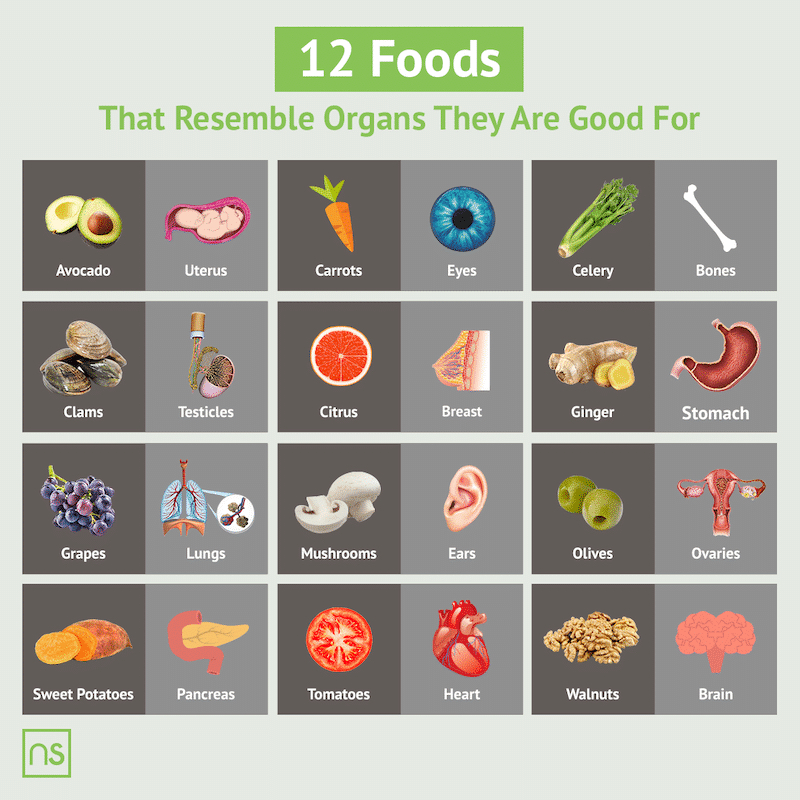 12 Foods
That Resemble Organs They Are Good For
Avocado
Uterus
Carrots
Eyes
Celery
Bones
Clams
Testicles
Citrus
Breast
Ginger
Stomach
Grapes
Lungs
Mushrooms
Ears
Olives
Ovaries
Sweet Potatoes
Pancreas
Tomatoes
Heart
Walnuts
Brain
ns